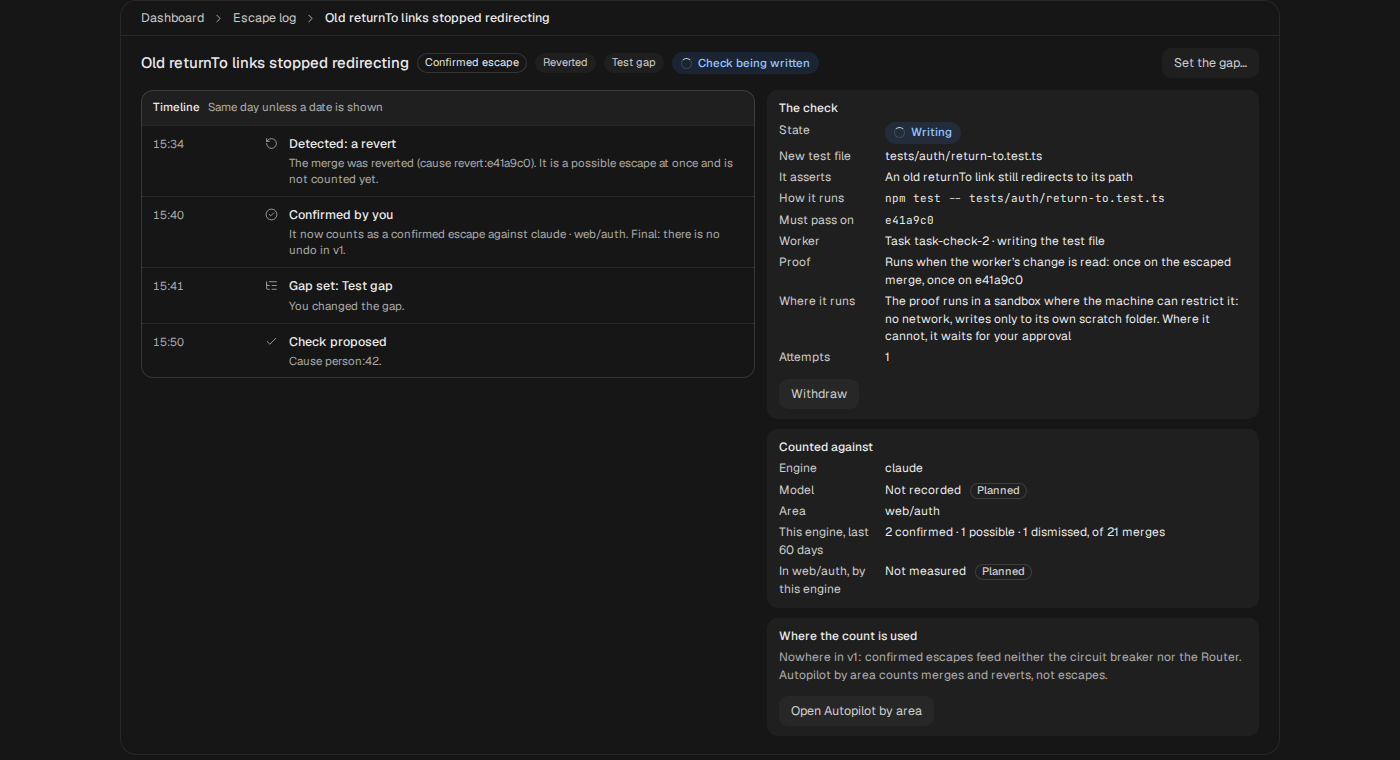 Dashboard > Escape log > Old returnTo links stopped redirecting
Old returnTo links stopped redirecting Confirmed escape Reverted Test gap Check being written Set the gap…
Timeline Same day unless a date is shown
15:34 Detected: a revert
The merge was reverted (cause revert:e41a9c0). It is a possible escape at once and is
not counted yet.
15:40 Confirmed by you
It now counts as a confirmed escape against claude · web/auth. Final: there is no
undo in v1.
15:41 Gap set: Test gap
You changed the gap.
15:50 Check proposed
Cause person:42.
The check
State Writing
New test file tests/auth/return-to.test.ts
It asserts An old returnTo link still redirects to its path
How it runs npm test -- tests/auth/return-to.test.ts
Must pass on e41a9c0
Worker Task task-check-2 · writing the test file
Proof Runs when the worker's change is read: once on the escaped
merge, once on e41a9c0
Where it runs The proof runs in a sandbox where the machine can restrict it:
no network, writes only to its own scratch folder. Where it
cannot, it waits for your approval
Attempts 1
Withdraw
Counted against
Engine claude
Model Not recorded Planned
Area web/auth
This engine, last 2 confirmed · 1 possible · 1 dismissed, of 21 merges
60 days
In web/auth, by Not measured Planned
this engine
Where the count is used
Nowhere in v1: confirmed escapes feed neither the circuit breaker nor the Router.
Autopilot by area counts merges and reverts, not escapes.
Open Autopilot by area